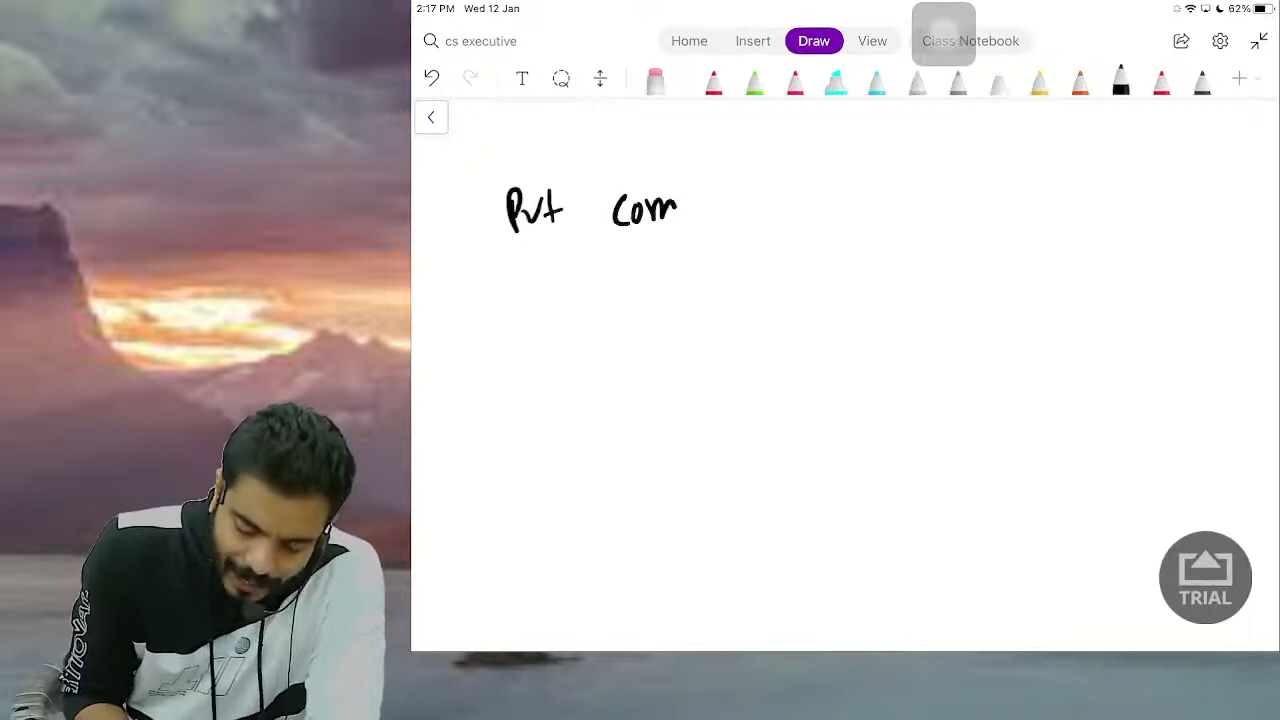 2:17 PM Wed 12 Jan 62%
cs executive Home Insert Draw View Class Notebook
T
Pvt com
TRIAL